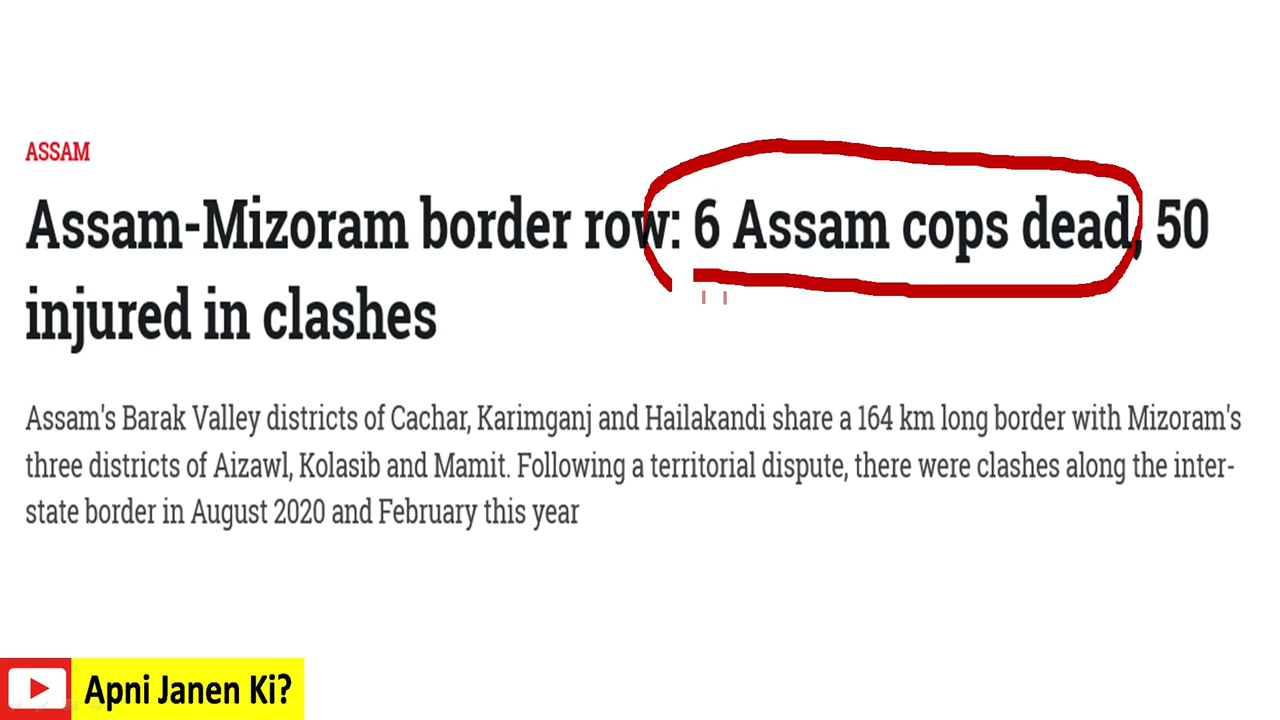 ASSAM
Assam-Mizoram border row: 6 Assam cops dead, 50
injured in clashes
Assam's Barak Valley districts of Cachar, Karimganj and Hailakandi share a 164 km long border with Mizoram's
three districts of Aizawl, Kolasib and Mamit. Following a territorial dispute, there were clashes along the inter-
state border in August 2020 and February this year
Apni Janen Ki?